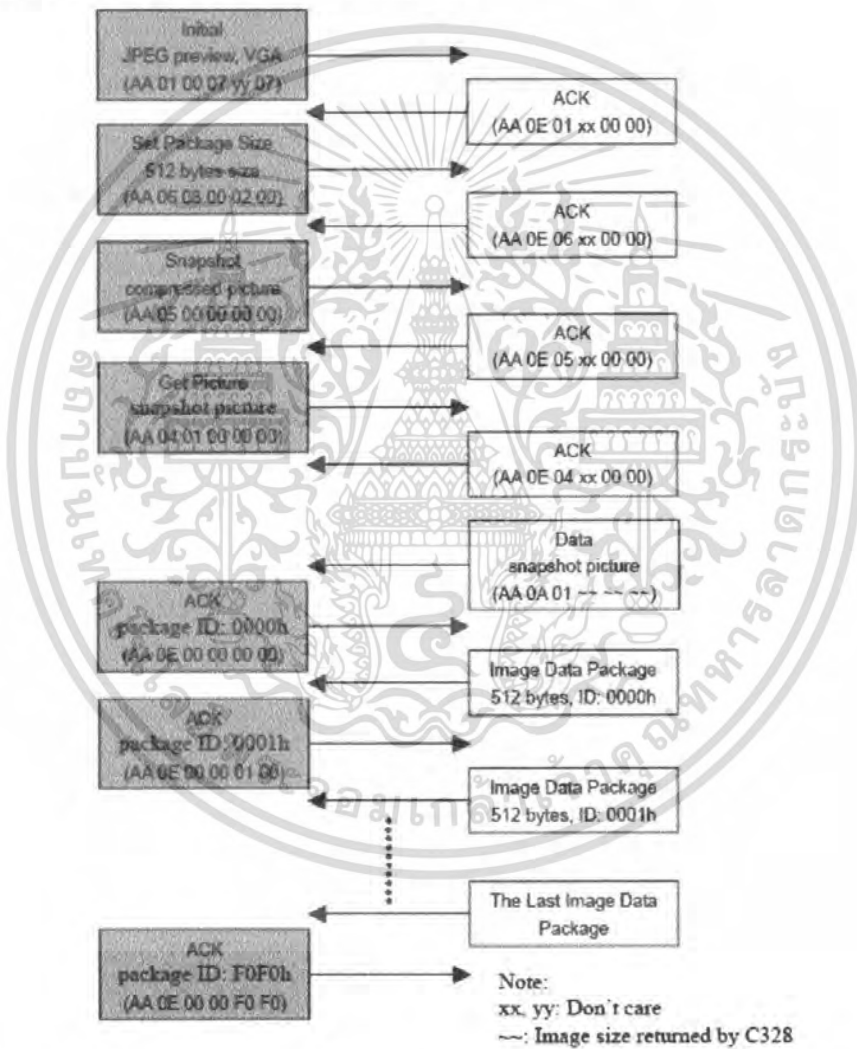 Initial
JPEG preview, VGA
(AA 01 00 07 yy 07)
ACK
(AA 0E 01 xx 00 00)
Set Package Size
512 bytes size
(AA 06 08 00 02 00)
ACK
(AA 0E 06 xx 00 00)
Snapshot
compressed picture
(AA 05 00 00 00 00)
ACK
(AA 0E 05 xx 00 00)
Get Picture
snapshot picture
(AA 04 01 00 00 00)
ACK
(AA 0E 04 xx 00 00)
Data
snapshot picture
(AA 0A 01 ~~ ~~ ~~)
ACK
package ID: 0000h
(AA 0E 00 00 00 00)
Image Data Package
512 bytes, ID: 0000h
ACK
package ID: 0001h
(AA 0E 00 00 01 00)
Image Data Package
512 bytes, ID: 0001h
The Last Image Data
Package
ACK
package ID: F0F0h
(AA 0E 00 00 F0 F0)
Note:
xx, yy: Don't care
~~: Image size returned by C328